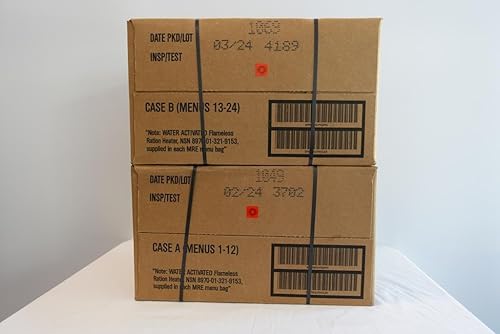 1069
DATE PKD/LOT
03/24 4189
INSP/TEST
CASE B (MENUS 13-24)
"Note: WATER ACTIVATED Flameless
Ration Heater, NSN 8970-01-321-9153,
supplied in each MRE menu bag"
1049
DATE PKD/LOT
02/24 3702
INSP/TEST
CASE A (MENUS 1-12)
"Note: WATER ACTIVATED Flameless
Ration Heater, NSN 8970-01-321-9153,
supplied in each MRE menu bag"